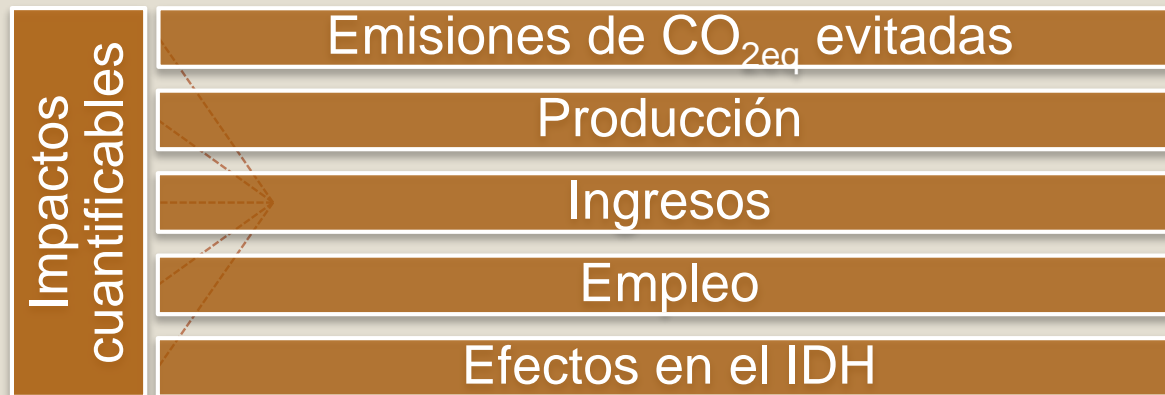 Impactos
cuantificables
Emisiones de CO₂eq evitadas
Producción
Ingresos
Empleo
Efectos en el IDH